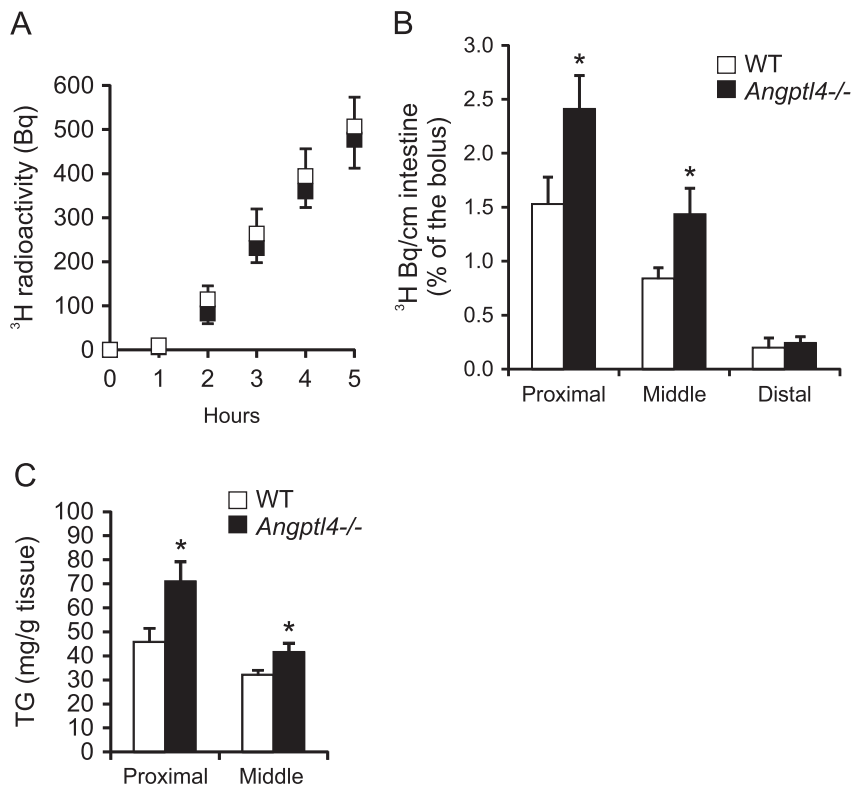 A
600
500
400
300
200
100
0
³H radioactivity (Bq)
0 1 2 3 4 5
Hours
B
3.0
2.5
2.0
1.5
1.0
0.5
0.0
³H Bq/cm intestine
(% of the bolus)
WT
Angptl4-/-
*
*
Proximal Middle Distal
C
WT
Angptl4-/-
100
90
80
70
60
50
40
30
20
10
0
TG (mg/g tissue)
*
*
Proximal Middle